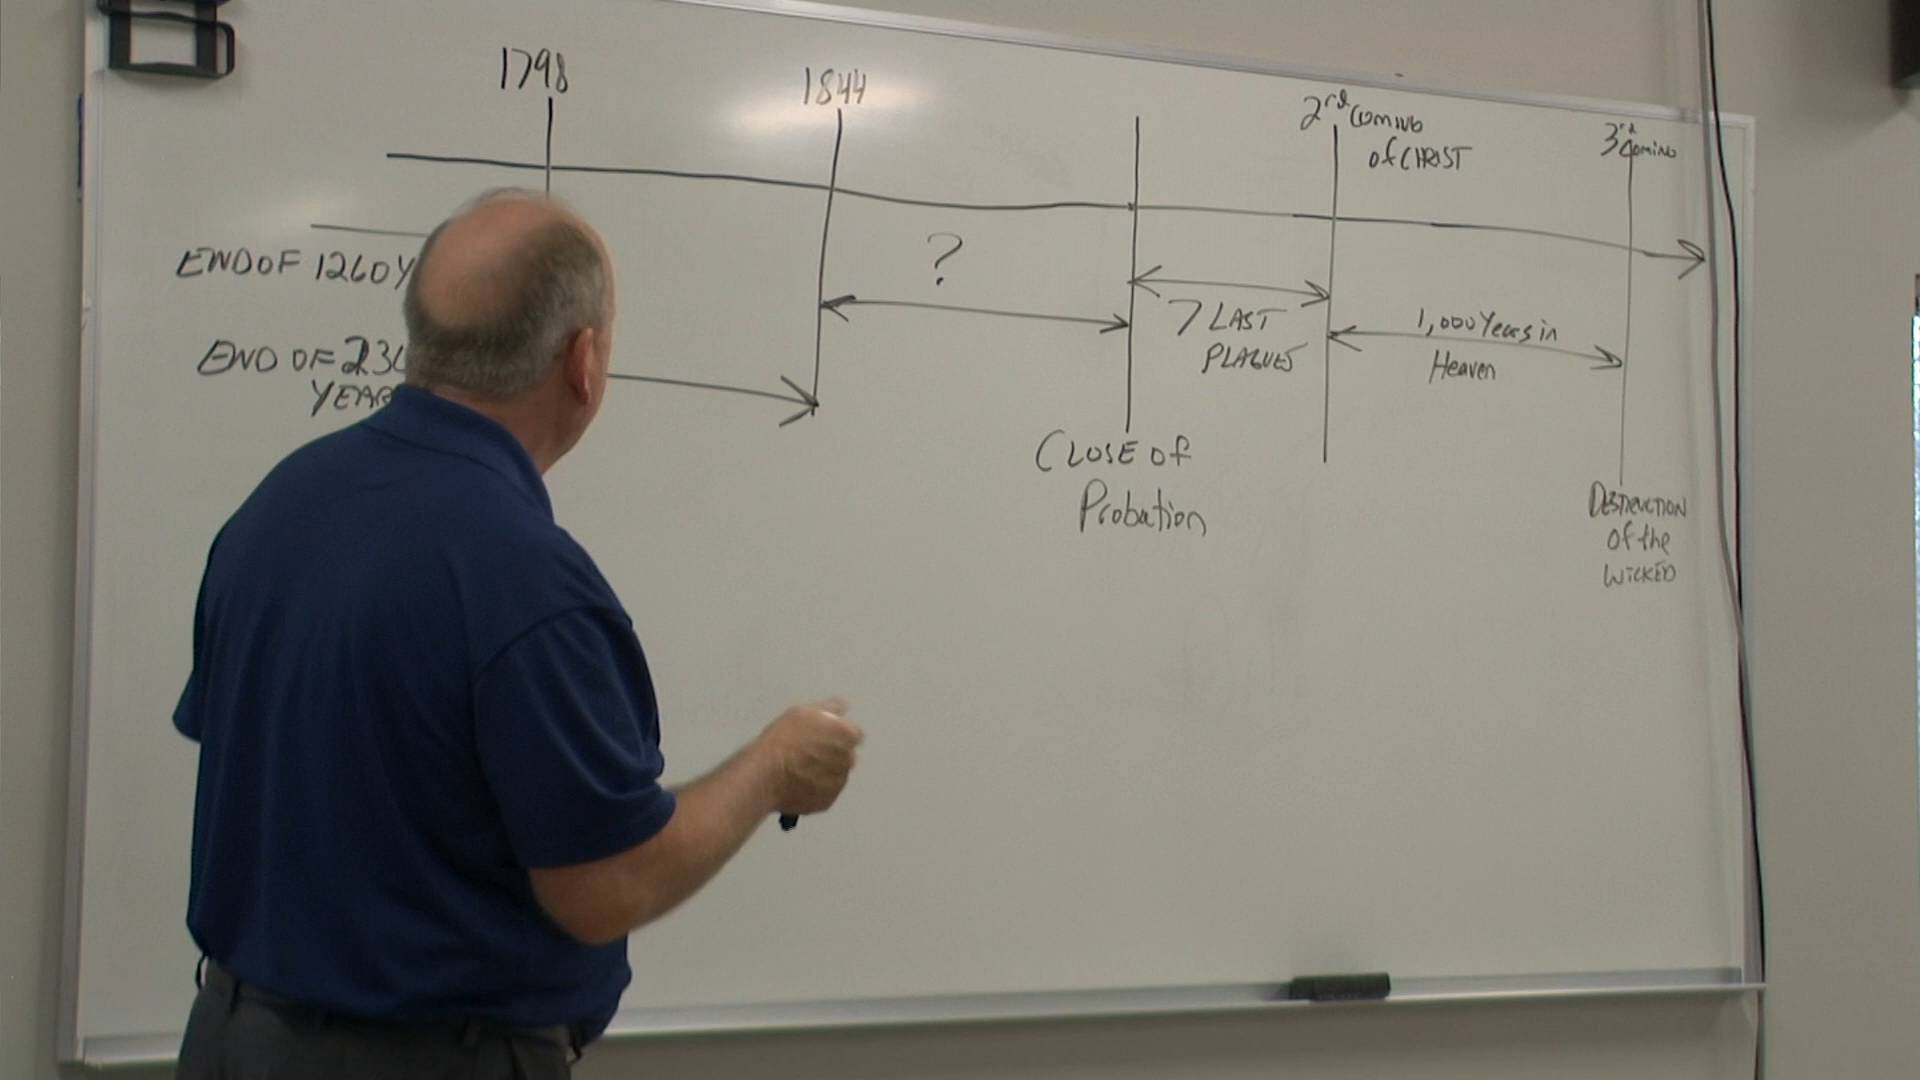 1798
1844
2nd Coming
of CHRIST
3rd Coming
END OF 1260 Y
?
7 LAST
PLAGUES
1,000 Years in
Heaven
END OF 230
YEAR
CLOSE of
Probation
DESTRUCTION
of the
WICKED